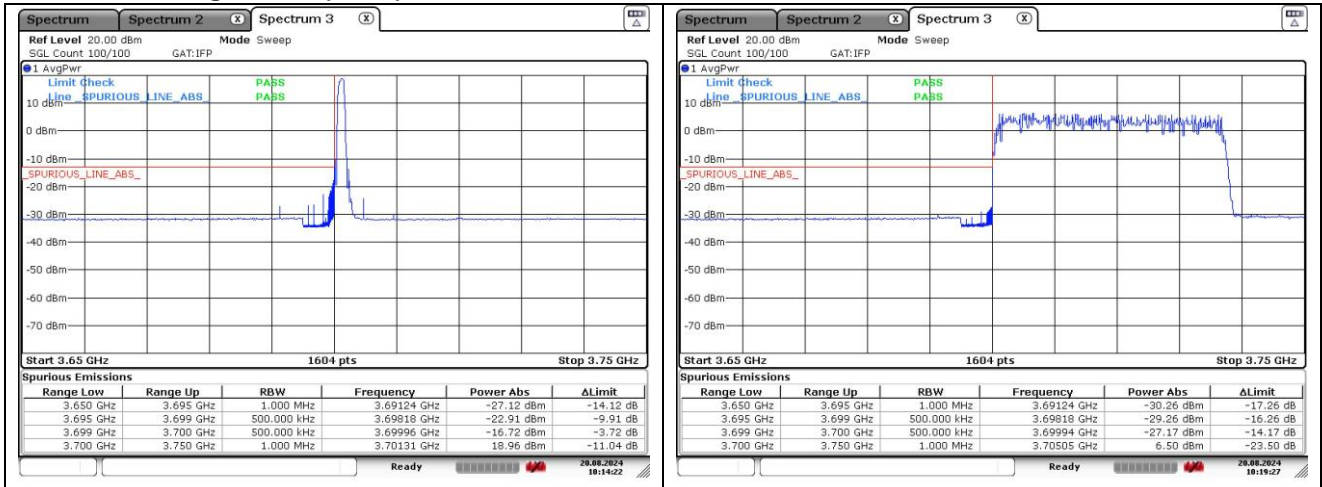 Spectrum Spectrum 2 Spectrum 3
Ref Level 20.00 dBm Mode Sweep
SGL Count 100/100 GAT:IFP
1 AvgPwr
Limit Check PASS
Line _SPURIOUS_LINE_ABS_ PASS
10 dBm
0 dBm
-10 dBm
_SPURIOUS_LINE_ABS_
-20 dBm
-30 dBm
-40 dBm
-50 dBm
-60 dBm
-70 dBm
Start 3.65 GHz 1604 pts Stop 3.75 GHz
Spurious Emissions
Range Low Range Up RBW Frequency Power Abs ΔLimit
3.650 GHz 3.695 GHz 1.000 MHz 3.69124 GHz -27.12 dBm -14.12 dB
3.695 GHz 3.699 GHz 500.000 kHz 3.69818 GHz -22.91 dBm -9.91 dB
3.699 GHz 3.700 GHz 500.000 kHz 3.69996 GHz -16.72 dBm -3.72 dB
3.700 GHz 3.750 GHz 1.000 MHz 3.70131 GHz 18.96 dBm -11.04 dB
Ready 20.08.2024
10:14:22
Spectrum Spectrum 2 Spectrum 3
Ref Level 20.00 dBm Mode Sweep
SGL Count 100/100 GAT:IFP
1 AvgPwr
Limit Check PASS
Line _SPURIOUS_LINE_ABS_ PASS
10 dBm
0 dBm
-10 dBm
_SPURIOUS_LINE_ABS_
-20 dBm
-30 dBm
-40 dBm
-50 dBm
-60 dBm
-70 dBm
Start 3.65 GHz 1604 pts Stop 3.75 GHz
Spurious Emissions
Range Low Range Up RBW Frequency Power Abs ΔLimit
3.650 GHz 3.695 GHz 1.000 MHz 3.69124 GHz -30.26 dBm -17.26 dB
3.695 GHz 3.699 GHz 500.000 kHz 3.69818 GHz -29.26 dBm -16.26 dB
3.699 GHz 3.700 GHz 500.000 kHz 3.69994 GHz -27.17 dBm -14.17 dB
3.700 GHz 3.750 GHz 1.000 MHz 3.70505 GHz 6.50 dBm -23.50 dB
Ready 20.08.2024
10:19:27